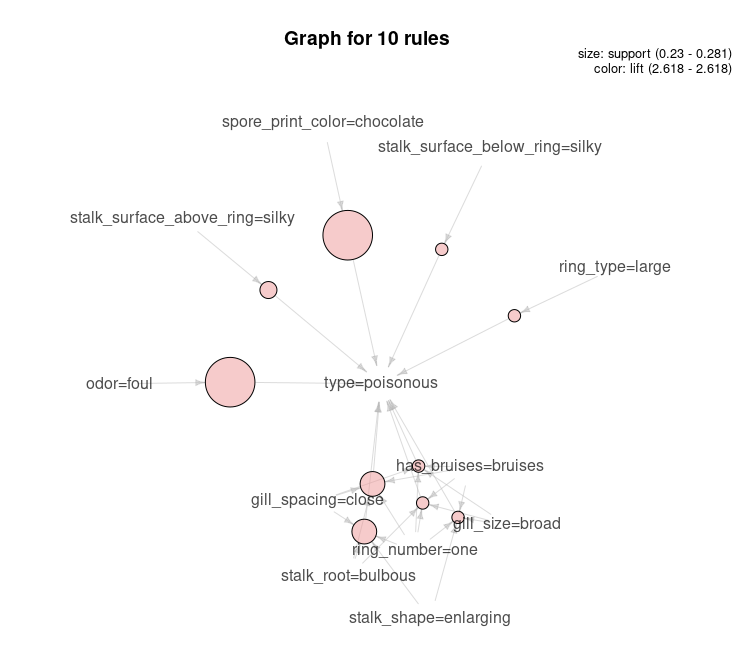 Graph for 10 rules
size: support (0.23 - 0.281)
color: lift (2.618 - 2.618)
spore_print_color=chocolate
stalk_surface_below_ring=silky
stalk_surface_above_ring=silky
ring_type=large
odor=foul
type=poisonous
has_bruises=bruises
gill_spacing=close
gill_size=broad
ring_number=one
stalk_root=bulbous
stalk_shape=enlarging